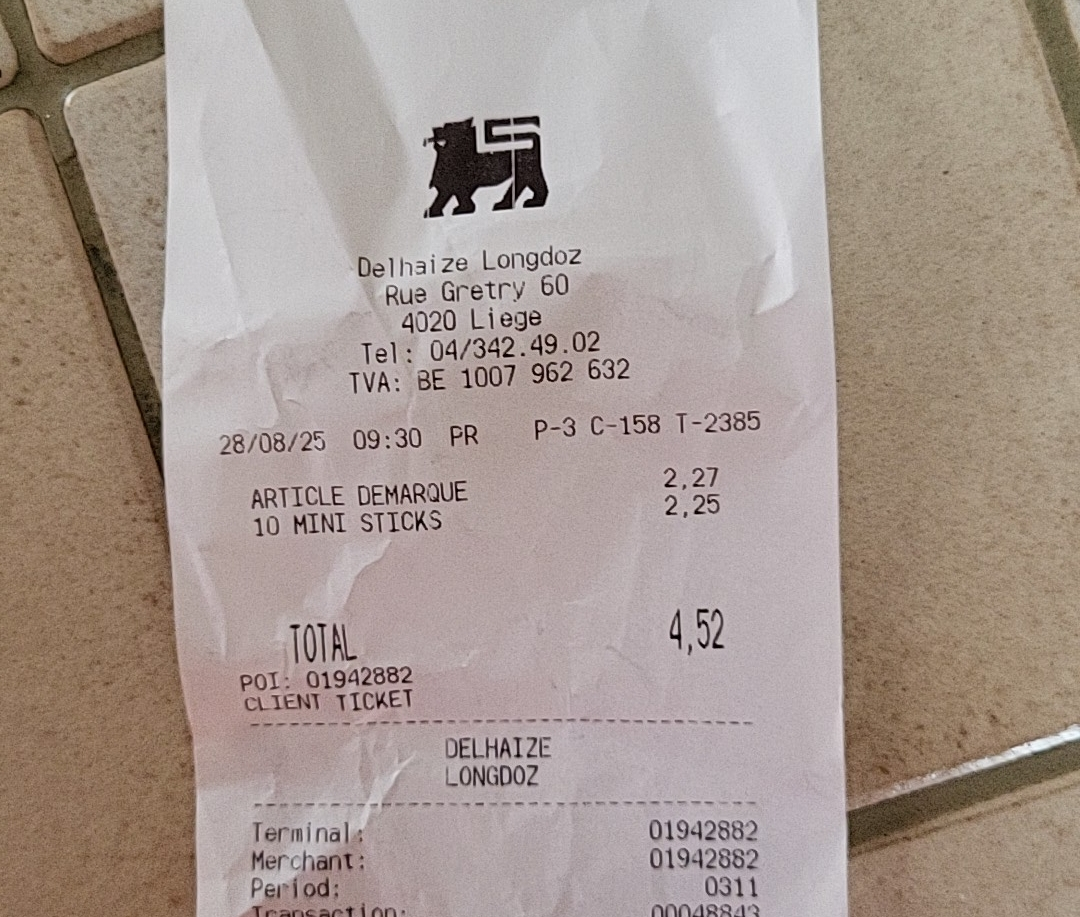 Delhaize Longdoz
Rue Gretry 60
4020 Liege
Tel: 04/342.49.02
TVA: BE 1007 962 632
28/08/25 09:30 PR P-3 C-158 T-2385
ARTICLE DEMARQUE 2,27
10 MINI STICKS 2,25
TOTAL 4,52
POI: 01942882
CLIENT TICKET
DELHAIZE
LONGDOZ
Terminal: 01942882
Merchant: 01942882
Period: 0311
Transaction: 00048843